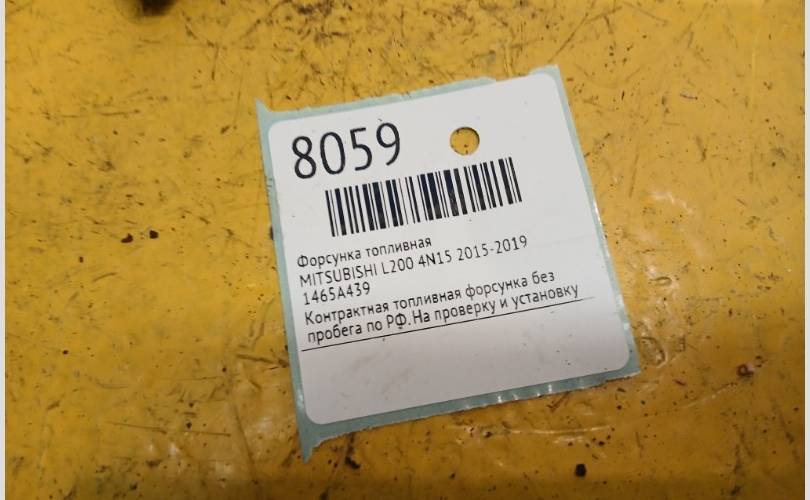 8059
Форсунка топливная
MITSUBISHI L200 4N15 2015-2019
1465A439
Контрактная топливная форсунка без
пробега по РФ.На проверку и установку